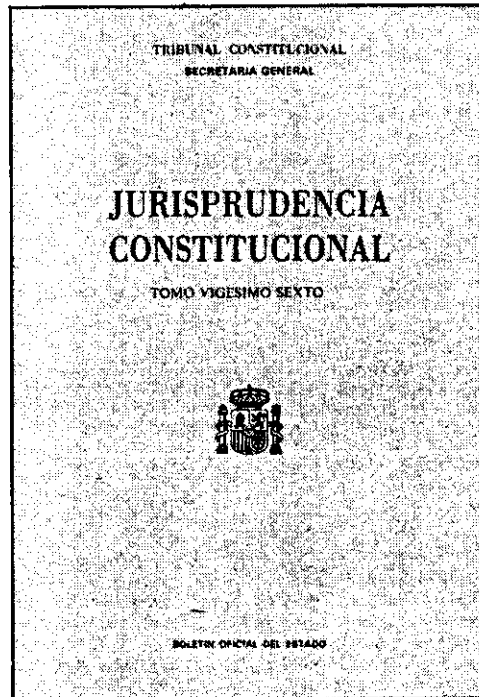 TRIBUNAL CONSTITUCIONAL
SECRETARIA GENERAL
JURISPRUDENCIA
CONSTITUCIONAL
TOMO VIGESIMO SEXTO
BOLETIN OFICIAL DEL ESTADO